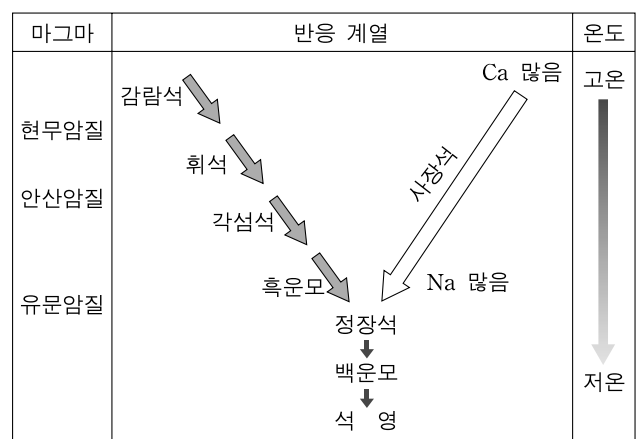 마그마 반응 계열 온도
Ca 많음 고온
감람석
현무암질
휘석 사장석
안산암질
각섬석
흑운모 Na 많음
유문암질
정장석
백운모 저온
석 영